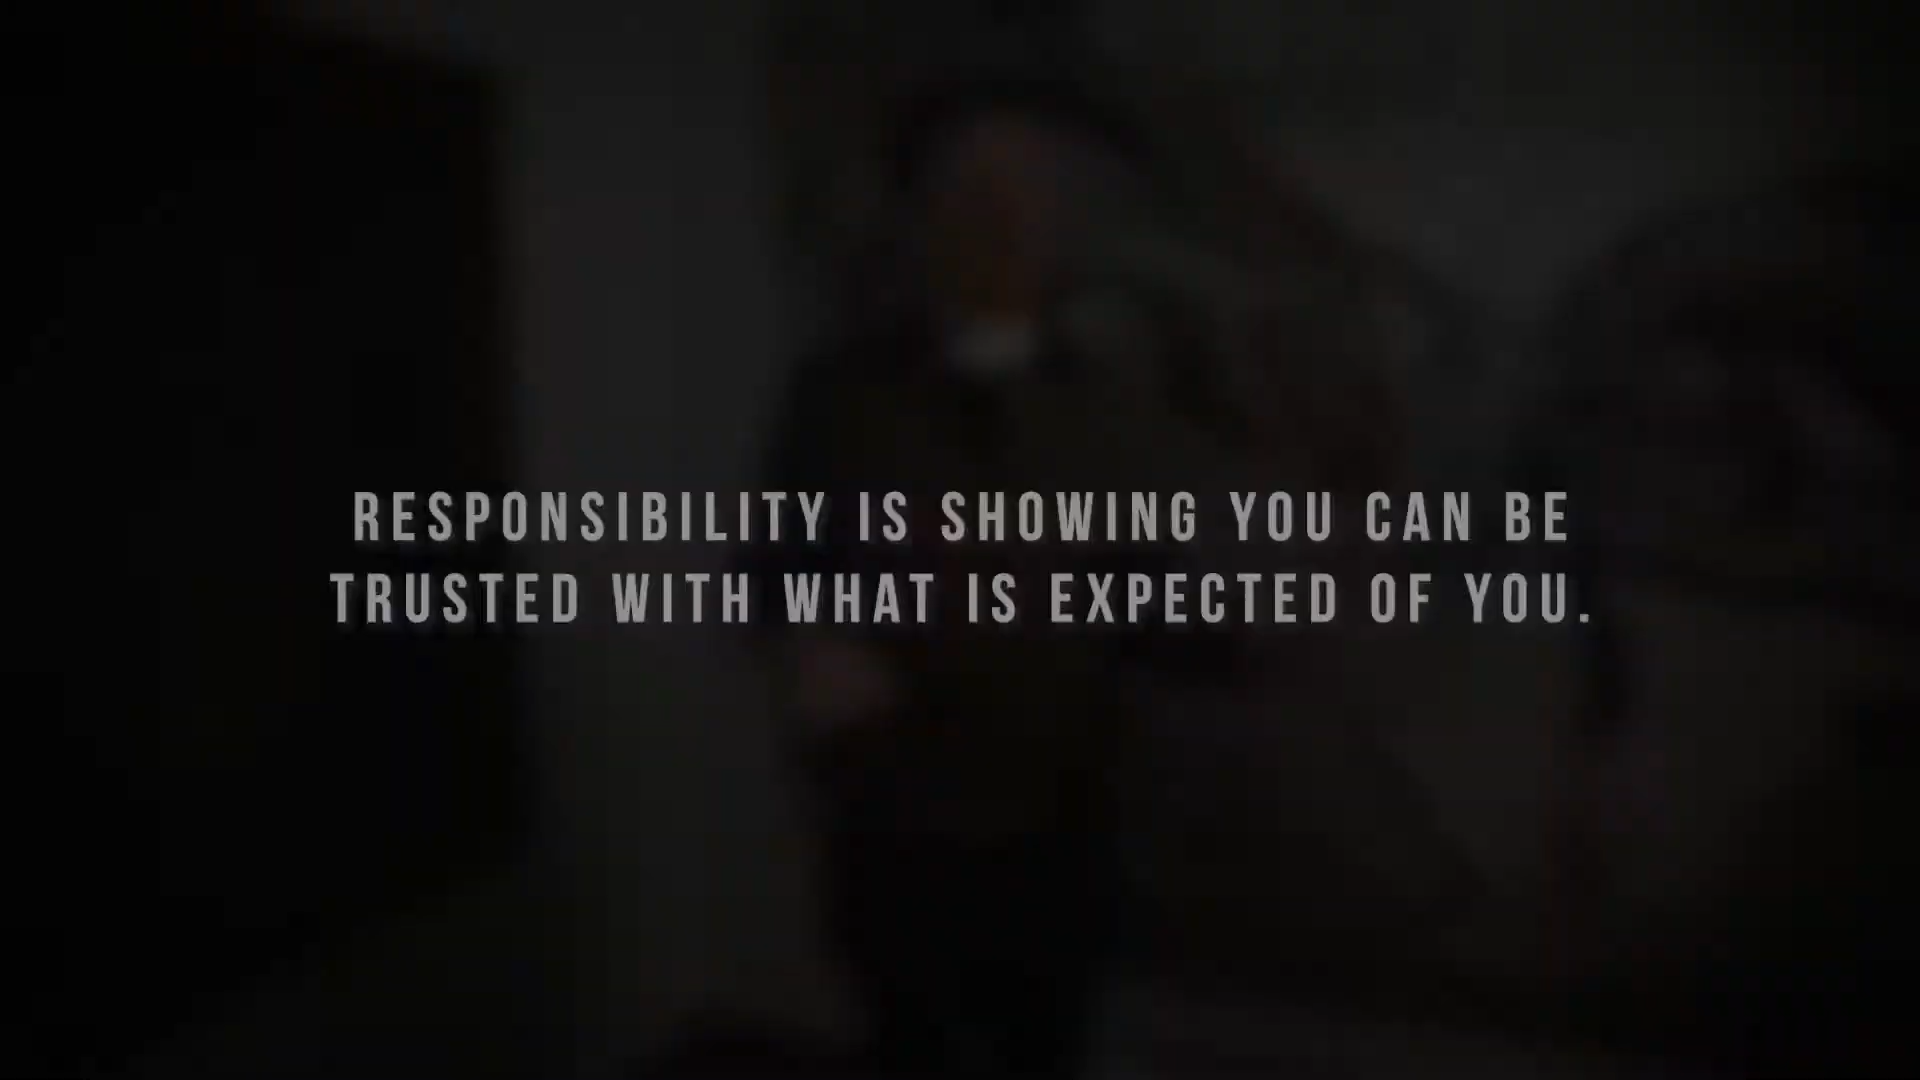 RESPONSIBILITY IS SHOWING YOU CAN BE
TRUSTED WITH WHAT IS EXPECTED OF YOU.